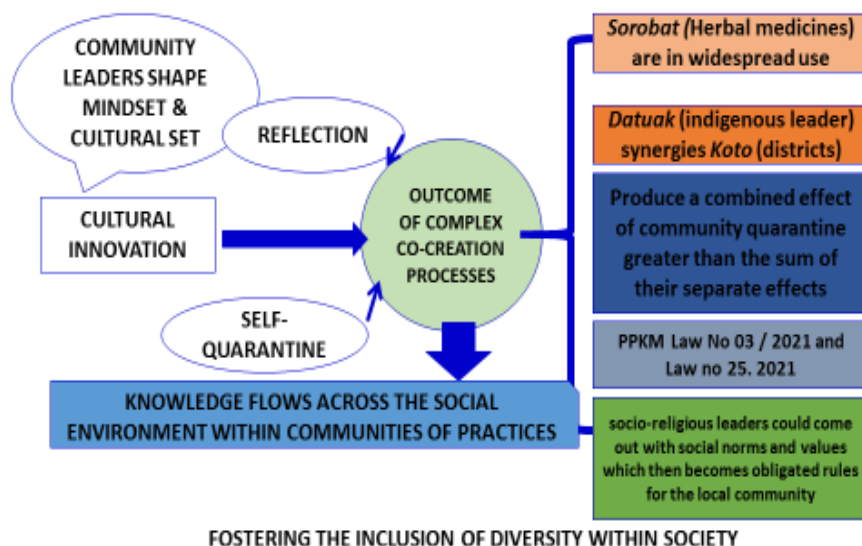 COMMUNITY
LEADERS SHAPE
MINDSET &
CULTURAL SET
REFLECTION
CULTURAL
INNOVATION
SELF-
QUARANTINE
OUTCOME
OF COMPLEX
CO-CREATION
PROCESSES
KNOWLEDGE FLOWS ACROSS THE SOCIAL
ENVIRONMENT WITHIN COMMUNITIES OF PRACTICES
Sorobat (Herbal medicines)
are in widespread use
Datuak (indigenous leader)
synergies Koto (districts)
Produce a combined effect
of community quarantine
greater than the sum of
their separate effects
PPKM Law No 03 / 2021 and
Law no 25. 2021
socio-religious leaders could come
out with social norms and values
which then becomes obligated rules
for the local community
FOSTERING THE INCLUSION OF DIVERSITY WITHIN SOCIETY